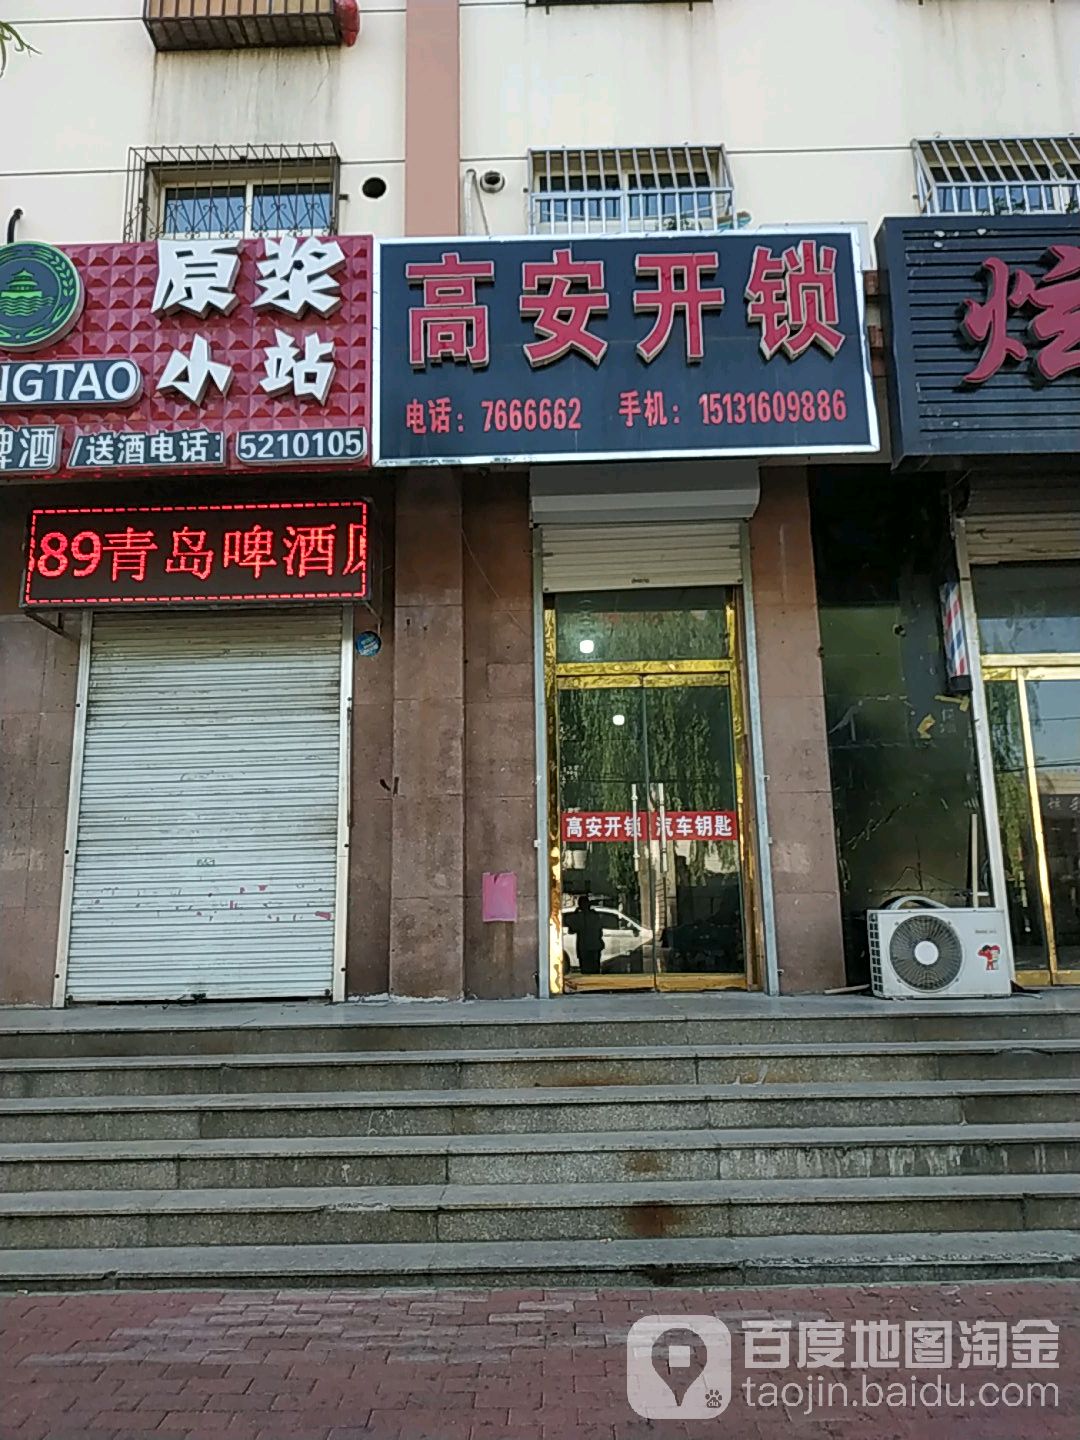 原浆
小站
NGTAO
啤酒/送酒电话:5210105
89青岛啤酒
高安开锁
电话:7666662 手机:15131609886
炫
高安开锁 汽车钥匙
百度地图淘金
taojin.baidu.com